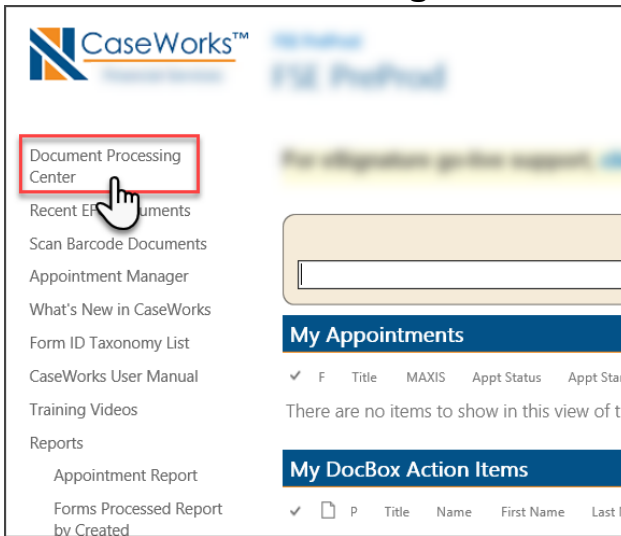 CaseWorks™
Document Processing
Center
Recent
Scan Barcode Documents
Appointment Manager
What's New in CaseWorks
Form ID Taxonomy List
CaseWorks User Manual
Training Videos
Reports
Appointment Report
Forms Processed Report
by Created
My Appointments
F Title MAXIS Appt Status Appt Sta
There are no items to show in this view of t
My DocBox Action Items
P Title Name First Name Last